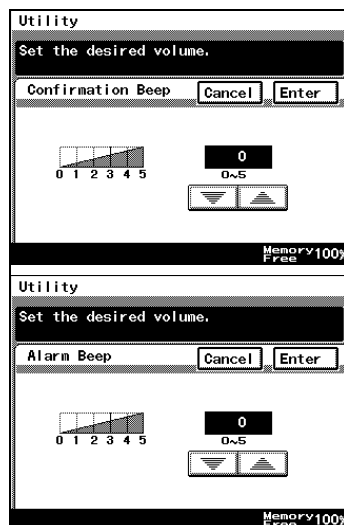 Utility
Set the desired volume.
Confirmation Beep Cancel Enter
0
0 1 2 3 4 5 0~5
Memory Free 100%
Utility
Set the desired volume.
Alarm Beep Cancel Enter
0
0 1 2 3 4 5 0~5
Memory Free 100%